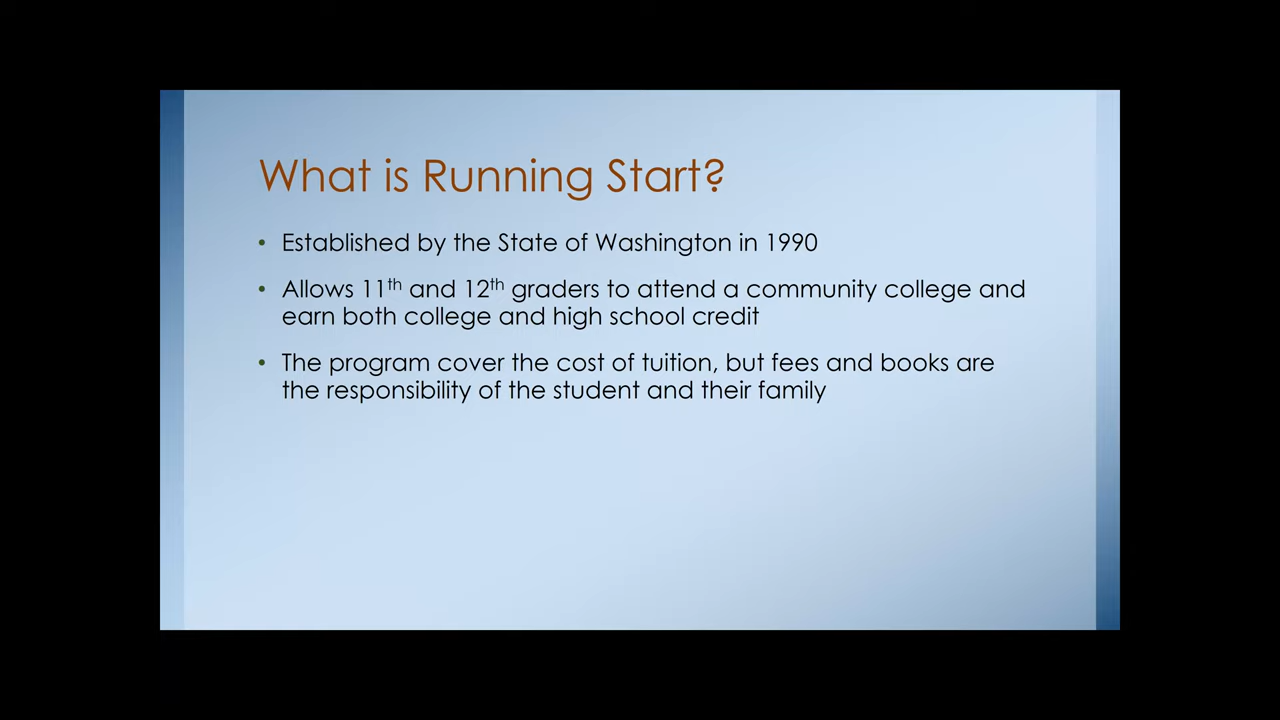 What is Running Start?
• Established by the State of Washington in 1990
• Allows 11th and 12th graders to attend a community college and
earn both college and high school credit
• The program cover the cost of tuition, but fees and books are
the responsibility of the student and their family